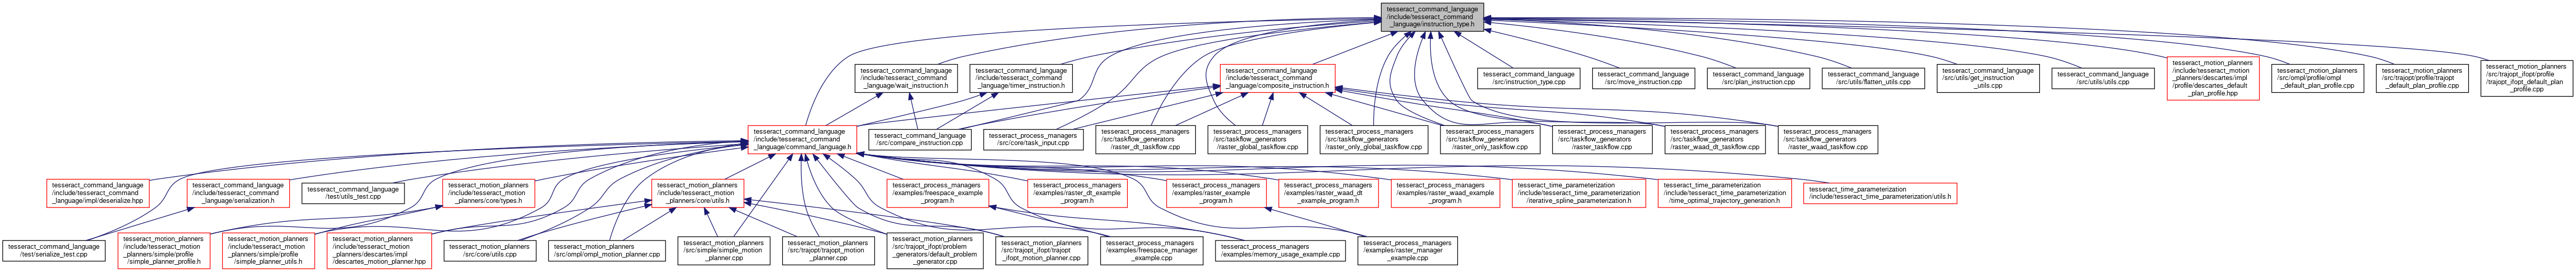 tesseract_command_language
/include/tesseract_command
_language/instruction_type.h
tesseract_command_language
/include/tesseract_command
_language/wait_instruction.h
tesseract_command_language
/include/tesseract_command
_language/timer_instruction.h
tesseract_command_language
/include/tesseract_command
_language/composite_instruction.h
tesseract_command_language
/src/instruction_type.cpp
tesseract_command_language
/src/move_instruction.cpp
tesseract_command_language
/src/plan_instruction.cpp
tesseract_command_language
/src/utils/flatten_utils.cpp
tesseract_command_language
/src/utils/get_instruction
_utils.cpp
tesseract_command_language
/src/utils/utils.cpp
tesseract_motion_planners
/include/tesseract_motion
_planners/descartes/impl
/profile/descartes_default
_plan_profile.hpp
tesseract_motion_planners
/src/ompl/profile/ompl
_default_plan_profile.cpp
tesseract_motion_planners
/src/trajopt/profile/trajopt
_default_plan_profile.cpp
tesseract_motion_planners
/src/trajopt_ifopt/profile
/trajopt_ifopt_default_plan
_profile.cpp
tesseract_command_language
/include/tesseract_command
_language/command_language.h
tesseract_command_language
/src/compare_instruction.cpp
tesseract_process_managers
/src/core/task_input.cpp
tesseract_process_managers
/src/taskflow_generators
/raster_dt_taskflow.cpp
tesseract_process_managers
/src/taskflow_generators
/raster_global_taskflow.cpp
tesseract_process_managers
/src/taskflow_generators
/raster_only_global_taskflow.cpp
tesseract_process_managers
/src/taskflow_generators
/raster_only_taskflow.cpp
tesseract_process_managers
/src/taskflow_generators
/raster_taskflow.cpp
tesseract_process_managers
/src/taskflow_generators
/raster_waad_dt_taskflow.cpp
tesseract_process_managers
/src/taskflow_generators
/raster_waad_taskflow.cpp
tesseract_command_language
/include/tesseract_command
_language/impl/deserialize.hpp
tesseract_command_language
/include/tesseract_command
_language/serialization.h
tesseract_command_language
/test/utils_test.cpp
tesseract_motion_planners
/include/tesseract_motion
_planners/core/types.h
tesseract_motion_planners
/include/tesseract_motion
_planners/core/utils.h
tesseract_process_managers
/examples/freespace_example
_program.h
tesseract_process_managers
/examples/raster_dt_example
_program.h
tesseract_process_managers
/examples/raster_example
_program.h
tesseract_process_managers
/examples/raster_waad_dt
_example_program.h
tesseract_process_managers
/examples/raster_waad_example
_program.h
tesseract_time_parameterization
/include/tesseract_time_parameterization
/iterative_spline_parameterization.h
tesseract_time_parameterization
/include/tesseract_time_parameterization
/time_optimal_trajectory_generation.h
tesseract_time_parameterization
/include/tesseract_time_parameterization/utils.h
tesseract_command_language
/test/serialize_test.cpp
tesseract_motion_planners
/include/tesseract_motion
_planners/simple/profile
/simple_planner_profile.h
tesseract_motion_planners
/include/tesseract_motion
_planners/simple/profile
/simple_planner_utils.h
tesseract_motion_planners
/include/tesseract_motion
_planners/descartes/impl
/descartes_motion_planner.hpp
tesseract_motion_planners
/src/core/utils.cpp
tesseract_motion_planners
/src/ompl/ompl_motion_planner.cpp
tesseract_motion_planners
/src/simple/simple_motion
_planner.cpp
tesseract_motion_planners
/src/trajopt/trajopt_motion
_planner.cpp
tesseract_motion_planners
/src/trajopt_ifopt/problem
_generators/default_problem
_generator.cpp
tesseract_motion_planners
/src/trajopt_ifopt/trajopt
_ifopt_motion_planner.cpp
tesseract_process_managers
/examples/freespace_manager
_example.cpp
tesseract_process_managers
/examples/memory_usage_example.cpp
tesseract_process_managers
/examples/raster_manager
_example.cpp